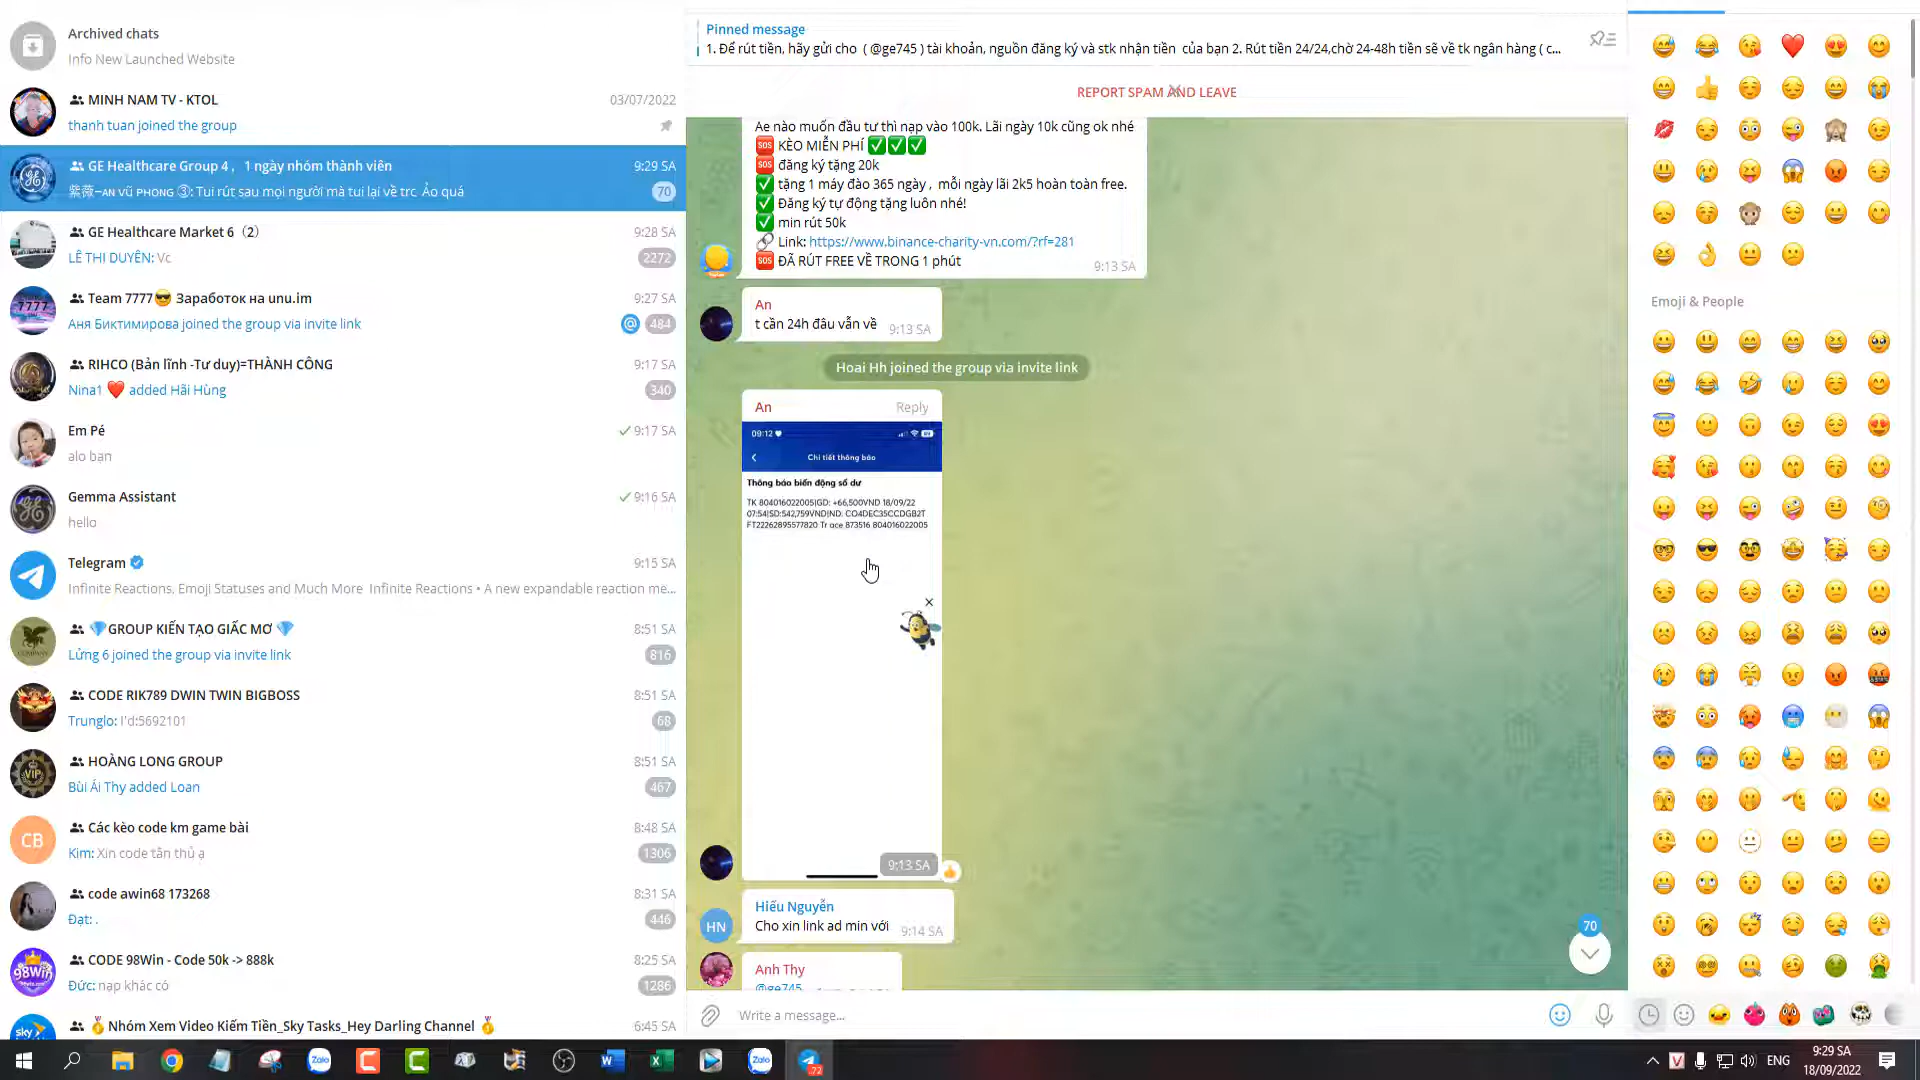 Archived chats
Info New Launched Website
MINH NAM TV - KTOL
03/07/2022
thanh tuan joined the group
GE Healthcare Group 4 , 1 ngày nhóm thành viên
9:29 SA
紫薇–AN VŨ PHONG ③: Tui rút sau mọi người mà tui lại về trc Ảo quá
70
GE Healthcare Market 6（2）
9:28 SA
LÊ THI DUYÊN: Vc
2272
Team 7777😎 Заработок на unu.im
9:27 SA
Аня Биктимирова joined the group via invite link
@
484
RIHCO (Bản lĩnh -Tư duy)=THÀNH CÔNG
9:17 SA
Nina1 ❤️ added Hãi Hùng
340
Em Pé
9:17 SA
alo bạn
Gemma Assistant
9:16 SA
hello
Telegram
9:15 SA
Infinite Reactions, Emoji Statuses and Much More Infinite Reactions • A new expandable reaction me...
💎GROUP KIẾN TẠO GIẤC MƠ 💎
8:51 SA
Lửng 6 joined the group via invite link
816
CODE RIK789 DWIN TWIN BIGBOSS
8:51 SA
Trunglo: I'd:5692101
68
HOÀNG LONG GROUP
8:51 SA
Bùi Ái Thy added Loan
467
CB
Các kèo code km game bài
8:48 SA
Kim: Xin code tân thủ ạ
1306
code awin68 173268
8:31 SA
Đạt: .
446
CODE 98Win - Code 50k -> 888k
8:25 SA
Đức: nạp khác có
1286
🥇Nhóm Xem Video Kiếm Tiền_Sky Tasks_Hey Darling Channel 🥇
6:45 SA
Pinned message
1. Để rút tiền, hãy gửi cho ( @ge745 ) tài khoản, nguồn đăng ký và stk nhận tiền của bạn 2. Rút tiền 24/24,chờ 24-48h tiền sẽ về tk ngân hàng ( c...
REPORT SPAM AND LEAVE
Ae nào muốn đầu tư thì nạp vào 100k. Lãi ngày 10k cũng ok nhé
🆘 KÈO MIỄN PHÍ ✅✅✅
🆘 đăng ký tặng 20k
✅ tặng 1 máy đào 365 ngày , mỗi ngày lãi 2k5 hoàn toàn free.
✅ Đăng ký tự động tặng luôn nhé!
✅ min rút 50k
🔗 Link: https://www.binance-charity-vn.com/?rf=281
🆘 ĐÃ RÚT FREE VỀ TRONG 1 phút
9:13 SA
An
t cần 24h đâu vẫn về
9:13 SA
Hoai Hh joined the group via invite link
An
Reply
09:12
Chi tiết thông báo
Thông báo biến động số dư
TK 804016022005|GD: +66,500VND 18/09/22
07:54|SD:542,759VND|ND: CO4DEC35CCDGB2T
FT22262895577820 Tr ace 873516 804016022005
9:13 SA
HN
Hiếu Nguyễn
Cho xin link ad min với
9:14 SA
Anh Thy
@ge745
70
Write a message...
Emoji & People
ENG
9:29 SA
18/09/2022